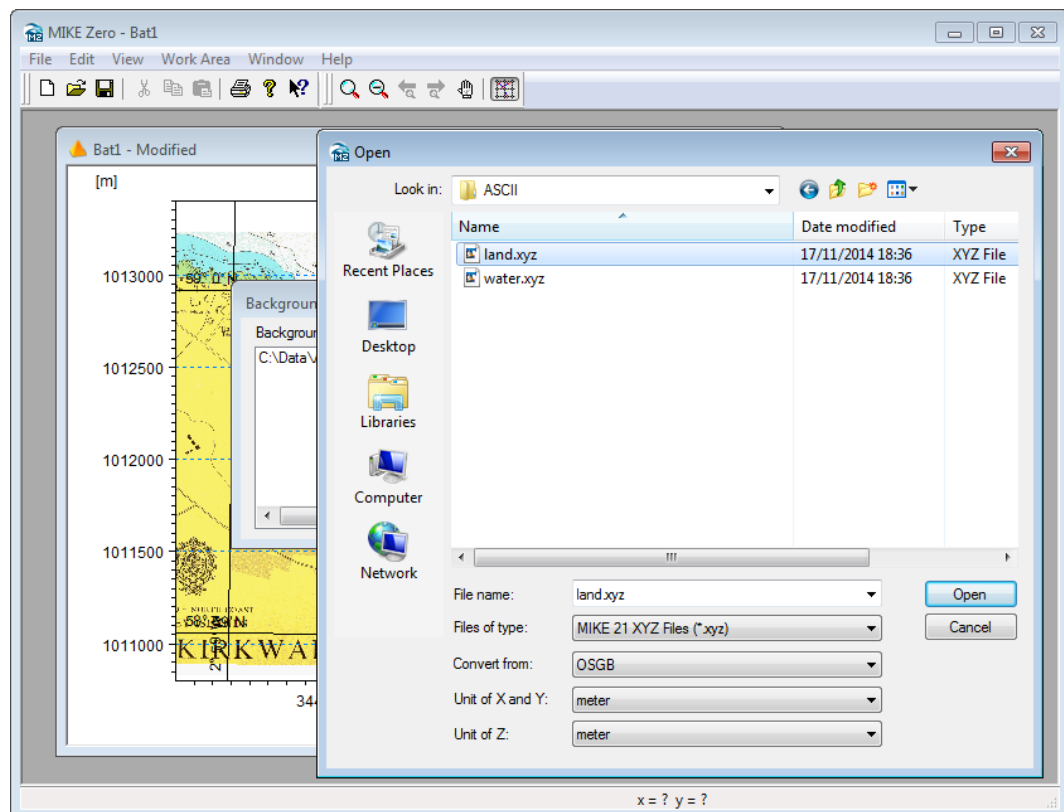 MIKE Zero - Bat1
File Edit View Work Area Window Help
Bat1 - Modified
[m]
1013000
1012500
1012000
1011500
1011000
59° 0' N
KIRKWA
344
Backgroun
Backgroun
C:\Data\
Open
Look in: ASCII
Recent Places
Desktop
Libraries
Computer
Network
Name Date modified Type
land.xyz 17/11/2014 18:36 XYZ File
water.xyz 17/11/2014 18:36 XYZ File
File name: land.xyz Open
Files of type: MIKE 21 XYZ Files (*.xyz) Cancel
Convert from: OSGB
Unit of X and Y: meter
Unit of Z: meter
x = ? y = ?